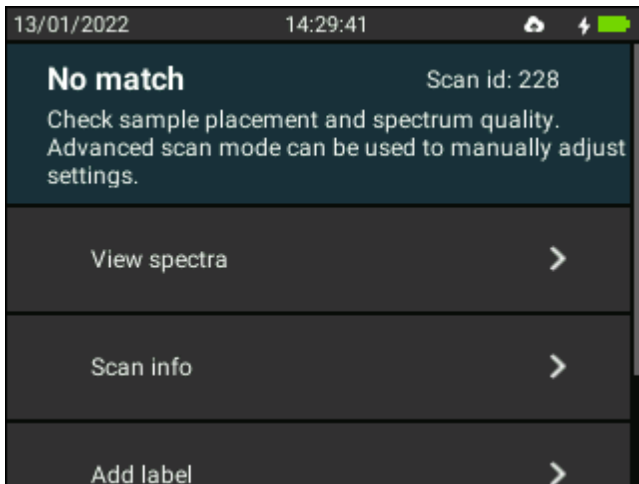 13/01/2022 14:29:41
No match Scan id: 228
Check sample placement and spectrum quality.
Advanced scan mode can be used to manually adjust
settings.
View spectra
Scan info
Add label